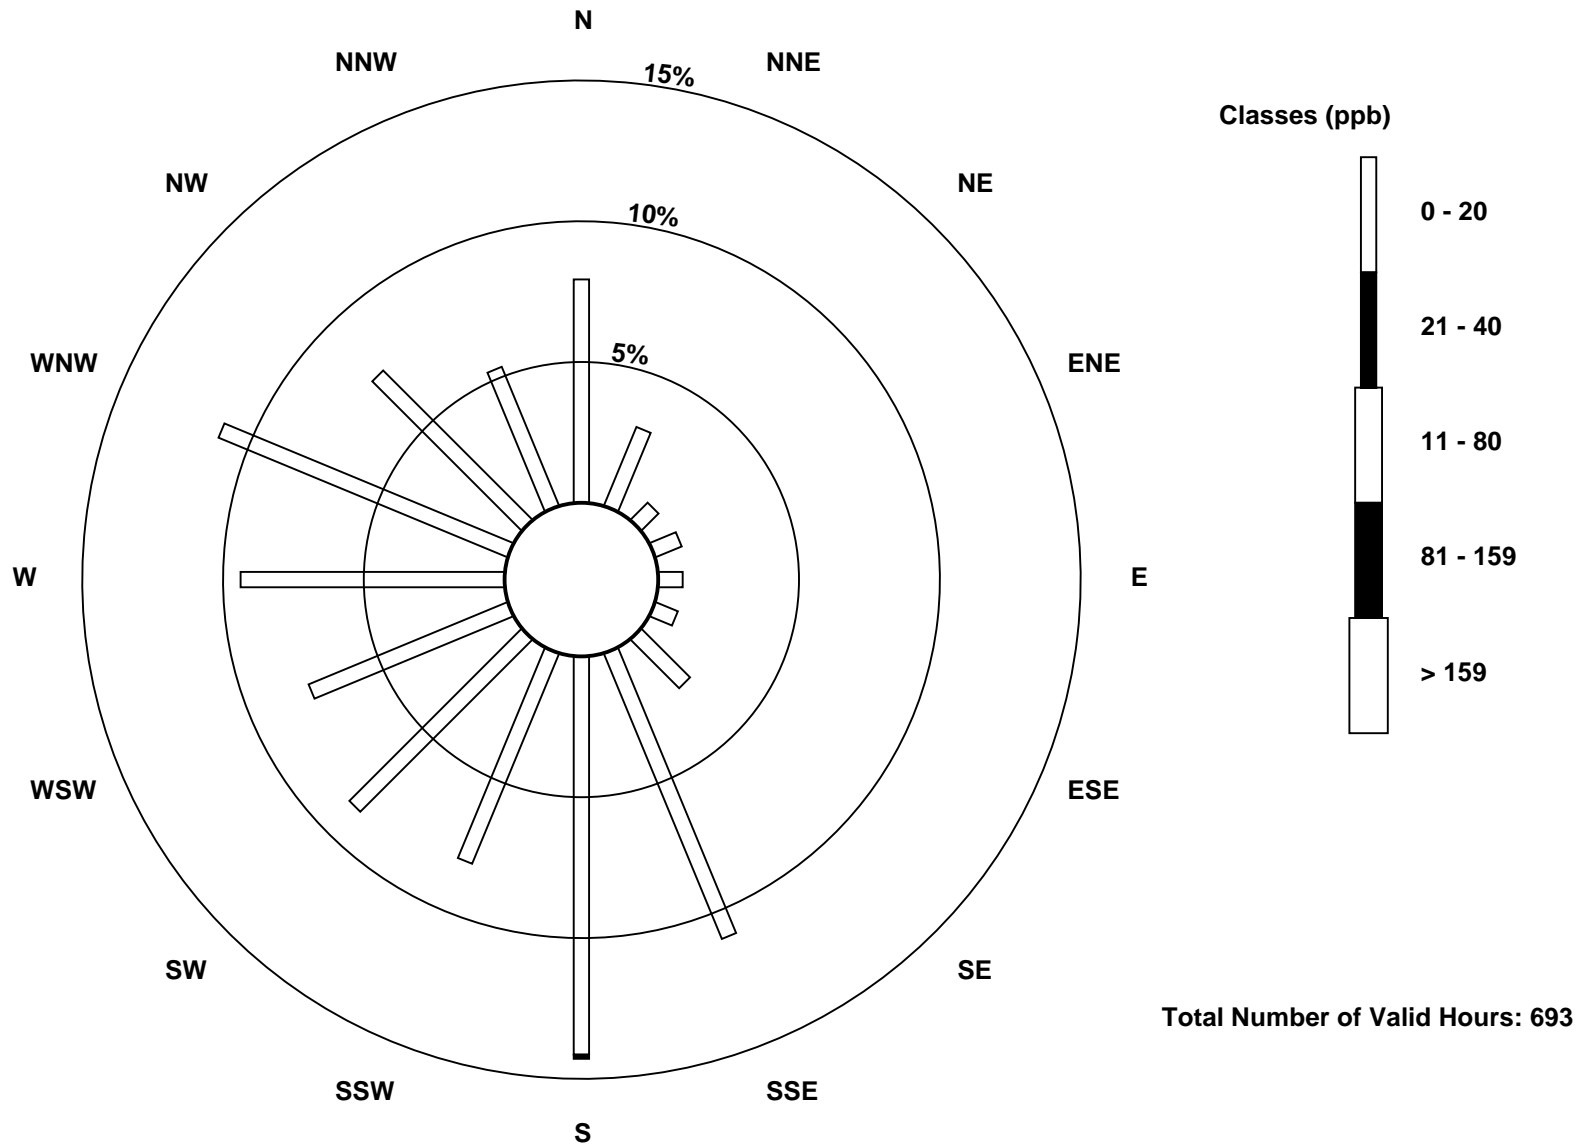 N
NNW
NNE
15%
Classes (ppb)
NW
NE
0 - 20
10%
21 - 40
5%
WNW
ENE
11 - 80
81 - 159
W
E
> 159
WSW
ESE
SW
SE
Total Number of Valid Hours: 693
SSW
SSE
S